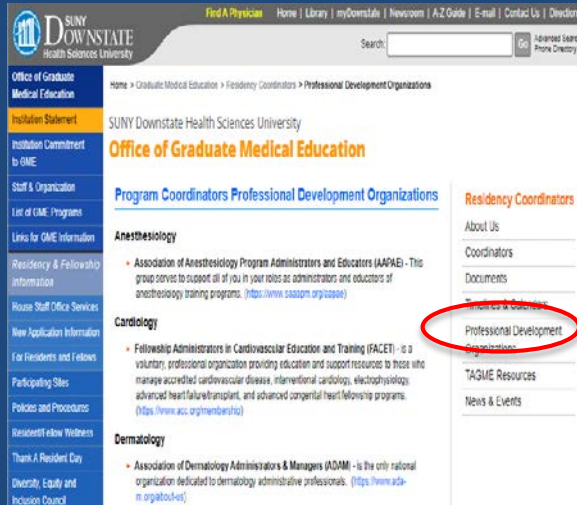 Find A Physician | Home | Library | myDownstate | Newsroom | A-Z Guide | E-mail | Contact Us | Direction
SUNY
DOWNSTATE
Health Sciences
University
Search:
Go
Advanced Sear
Phone Directory
Office of Graduate
Medical Education
Institution Statement
Institution Commitment
to GME
Staff & Organization
List of GME Programs
Links for GME Information
Residency & Fellowship
Information
House Staff Office Services
New Application Information
For Residents and Fellows
Participating Sites
Policies and Procedures
Resident/Fellow Wellness
Thank A Resident Day
Diversity, Equity and
Inclusion Council
Home > Graduate Medical Education > Residency Coordinators > Professional Development Organizations
SUNY Downstate Health Sciences University
Office of Graduate Medical Education
Program Coordinators Professional Development Organizations
Anesthesiology
• Association of Anesthesiology Program Administrators and Educators (AAPAE) - This
group serves to support all of you in your roles as administrators and educators of
anesthesiology training programs. (https://www.saaapm.org/aapae)
Cardiology
• Fellowship Administrators in Cardiovascular Education and Training (FACET) - is a
voluntary, professional organization providing education and support resources to those who
manage accredited cardiovascular disease, interventional cardiology, electrophysiology,
advanced heart failure/transplant, and advanced congenital heart fellowship programs.
(https://www.acc.org/membership)
Dermatology
• Association of Dermatology Administrators & Managers (ADAM) - is the only national
organization dedicated to dermatology administrative professionals. (https://www.ada-
m.org/about-us)
Residency Coordinators
About Us
Coordinators
Documents
Timelines & Calendars
Professional Development
Organizations
TAGME Resources
News & Events